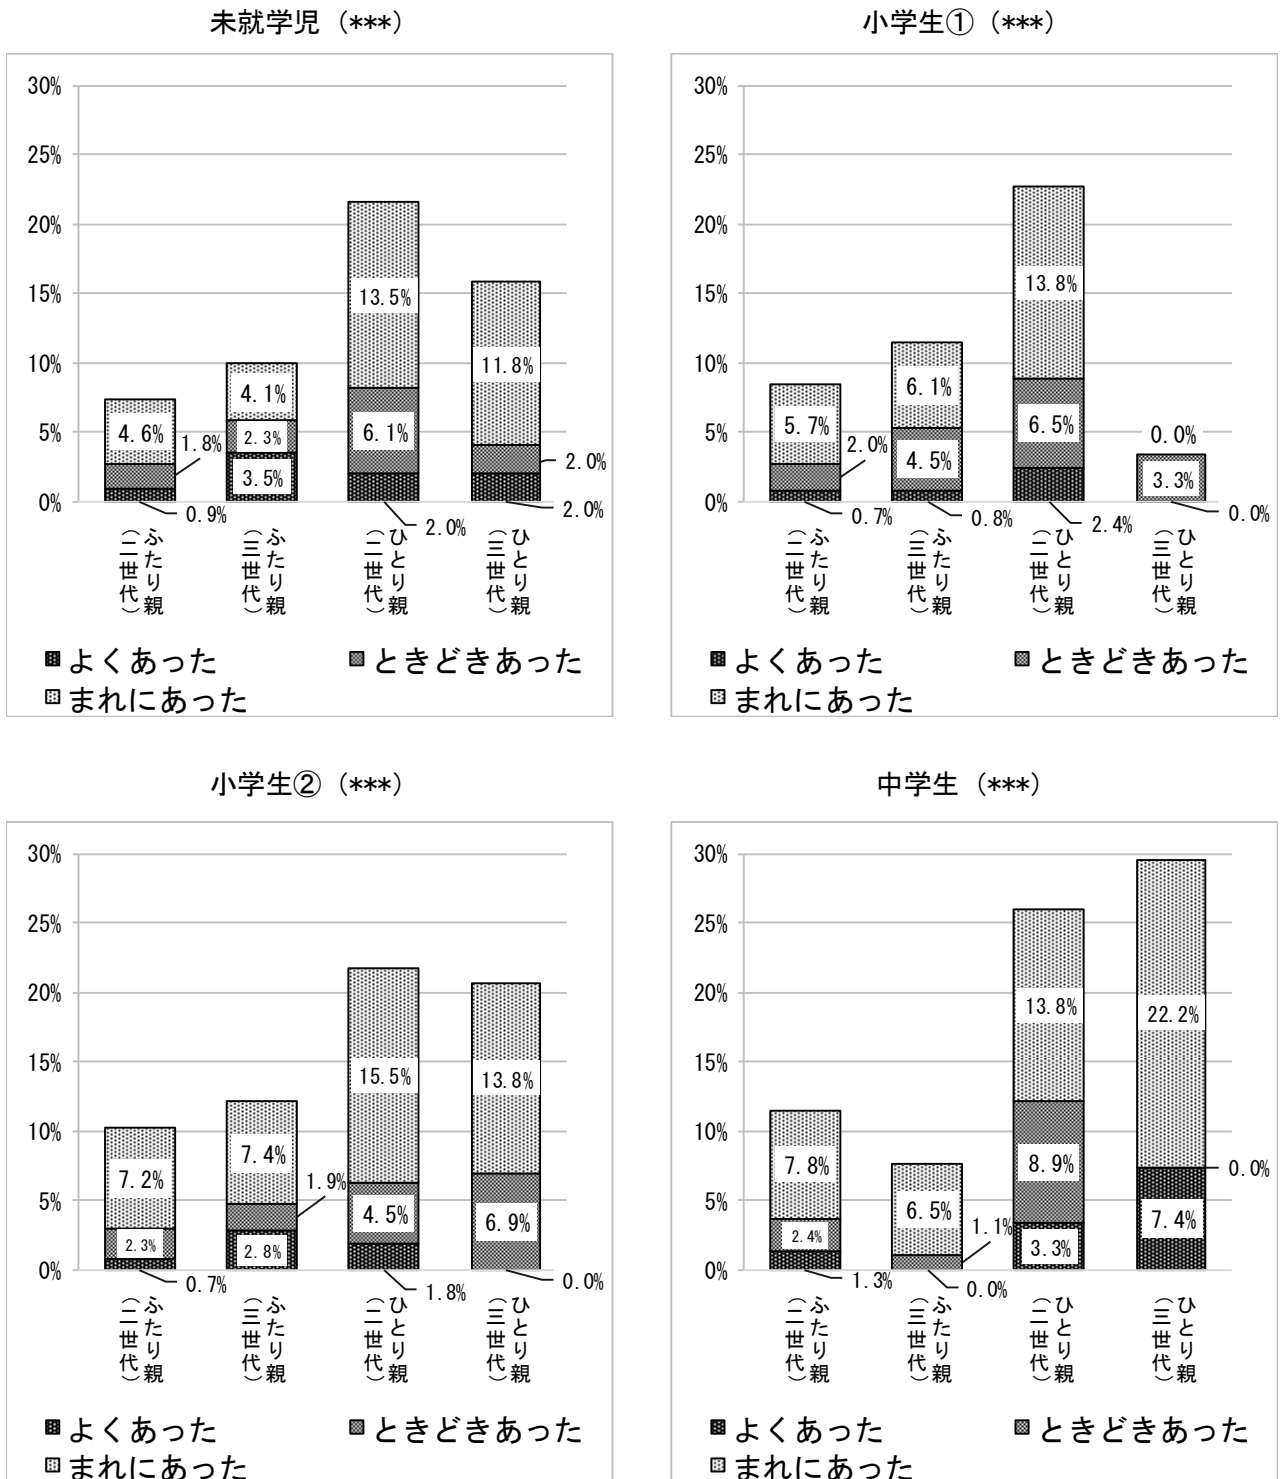 未就学児（***）
30%
25%
20%
15%
10%
5%
0%
4.6%
1.8%
0.9%
4.1%
2.3%
3.5%
13.5%
6.1%
2.0%
11.8%
2.0%
2.0%
ふたり親
（二世代）
ふたり親
（三世代）
ひとり親
（二世代）
ひとり親
（三世代）
よくあった
ときどきあった
まれにあった
小学生①（***）
30%
25%
20%
15%
10%
5%
0%
5.7%
2.0%
0.7%
6.1%
4.5%
0.8%
13.8%
6.5%
2.4%
0.0%
3.3%
0.0%
ふたり親
（二世代）
ふたり親
（三世代）
ひとり親
（二世代）
ひとり親
（三世代）
よくあった
ときどきあった
まれにあった
小学生②（***）
30%
25%
20%
15%
10%
5%
0%
7.2%
2.3%
0.7%
7.4%
1.9%
2.8%
15.5%
4.5%
1.8%
13.8%
6.9%
0.0%
ふたり親
（二世代）
ふたり親
（三世代）
ひとり親
（二世代）
ひとり親
（三世代）
よくあった
ときどきあった
まれにあった
中学生（***）
30%
25%
20%
15%
10%
5%
0%
7.8%
2.4%
1.3%
6.5%
1.1%
0.0%
13.8%
8.9%
3.3%
22.2%
0.0%
7.4%
ふたり親
（二世代）
ふたり親
（三世代）
ひとり親
（二世代）
ひとり親
（三世代）
よくあった
ときどきあった
まれにあった